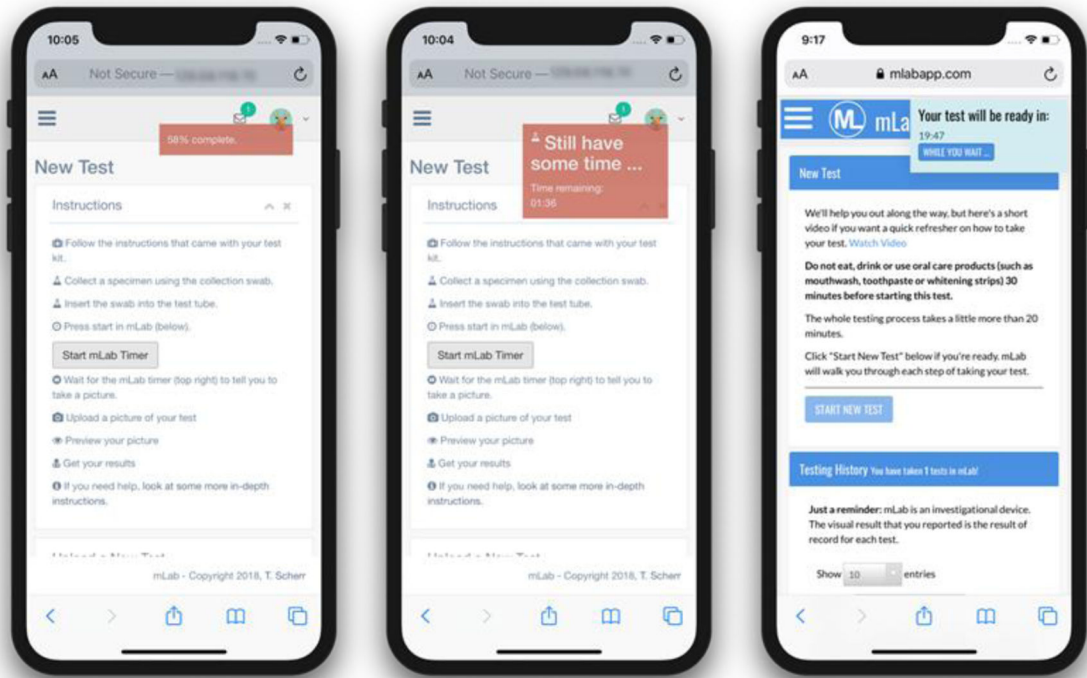 10:05
AA Not Secure —
1
58% complete.
New Test
Instructions
Follow the instructions that came with your test
kit.
Collect a specimen using the collection swab.
Insert the swab into the test tube.
Press start in mLab (below).
Start mLab Timer
Wait for the mLab timer (top right) to tell you to
take a picture.
Upload a picture of your test
Preview your picture
Get your results
If you need help, look at some more in-depth
instructions.
Upload a New Test
mLab - Copyright 2018, T. Scherr
10:04
AA Not Secure —
1
Still have
some time ...
Time remaining:
01:36
New Test
Instructions
Follow the instructions that came with your test
kit.
Collect a specimen using the collection swab.
Insert the swab into the test tube.
Press start in mLab (below).
Start mLab Timer
Wait for the mLab timer (top right) to tell you to
take a picture.
Upload a picture of your test
Preview your picture
Get your results
If you need help, look at some more in-depth
instructions.
Upload a New Test
mLab - Copyright 2018, T. Scherr
9:17
AA mlabapp.com
ML mLa
Your test will be ready in:
19:47
WHILE YOU WAIT ...
New Test
We'll help you out along the way, but here's a short
video if you want a quick refresher on how to take
your test. Watch Video
Do not eat, drink or use oral care products (such as
mouthwash, toothpaste or whitening strips) 30
minutes before starting this test.
The whole testing process takes a little more than 20
minutes.
Click "Start New Test" below if you're ready. mLab
will walk you through each step of taking your test.
START NEW TEST
Testing History You have taken 1 tests in mLab!
Just a reminder: mLab is an investigational device.
The visual result that you reported is the result of
record for each test.
Show 10 entries